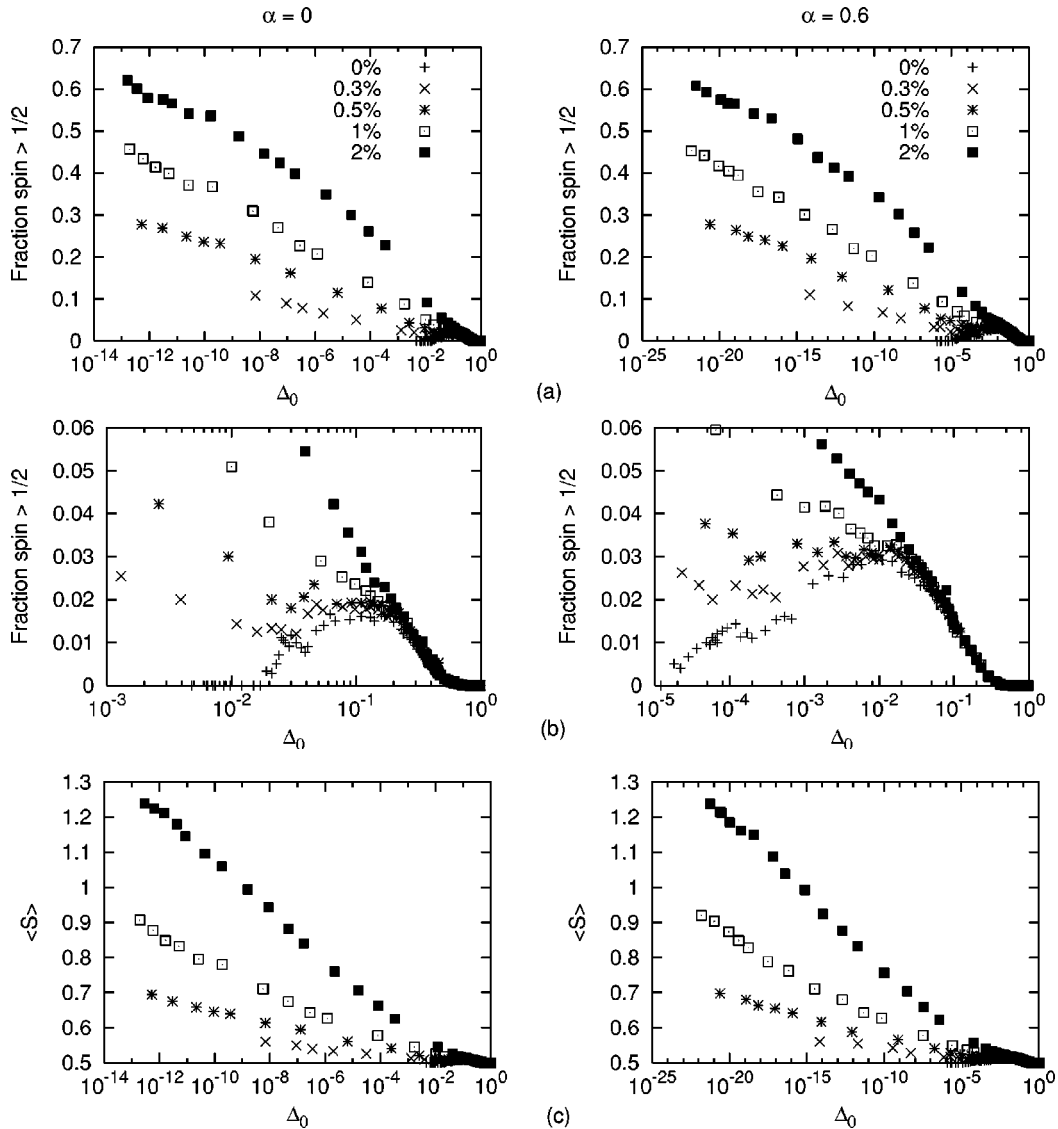 α = 0
α = 0.6
Fraction spin > 1/2
0.7
0.6
0.5
0.4
0.3
0.2
0.1
0
0%
0.3%
0.5%
1%
2%
10^-14 10^-12 10^-10 10^-8 10^-6 10^-4 10^-2 10^0
Δ0
Fraction spin > 1/2
0.7
0.6
0.5
0.4
0.3
0.2
0.1
0
0%
0.3%
0.5%
1%
2%
10^-25 10^-20 10^-15 10^-10 10^-5 10^0
Δ0
(a)
Fraction spin > 1/2
0.06
0.05
0.04
0.03
0.02
0.01
0
10^-3 10^-2 10^-1 10^0
Δ0
Fraction spin > 1/2
0.06
0.05
0.04
0.03
0.02
0.01
0
10^-5 10^-4 10^-3 10^-2 10^-1 10^0
Δ0
(b)
<S>
1.3
1.2
1.1
1
0.9
0.8
0.7
0.6
0.5
10^-14 10^-12 10^-10 10^-8 10^-6 10^-4 10^-2 10^0
Δ0
<S>
1.3
1.2
1.1
1
0.9
0.8
0.7
0.6
0.5
10^-25 10^-20 10^-15 10^-10 10^-5 10^0
Δ0
(c)